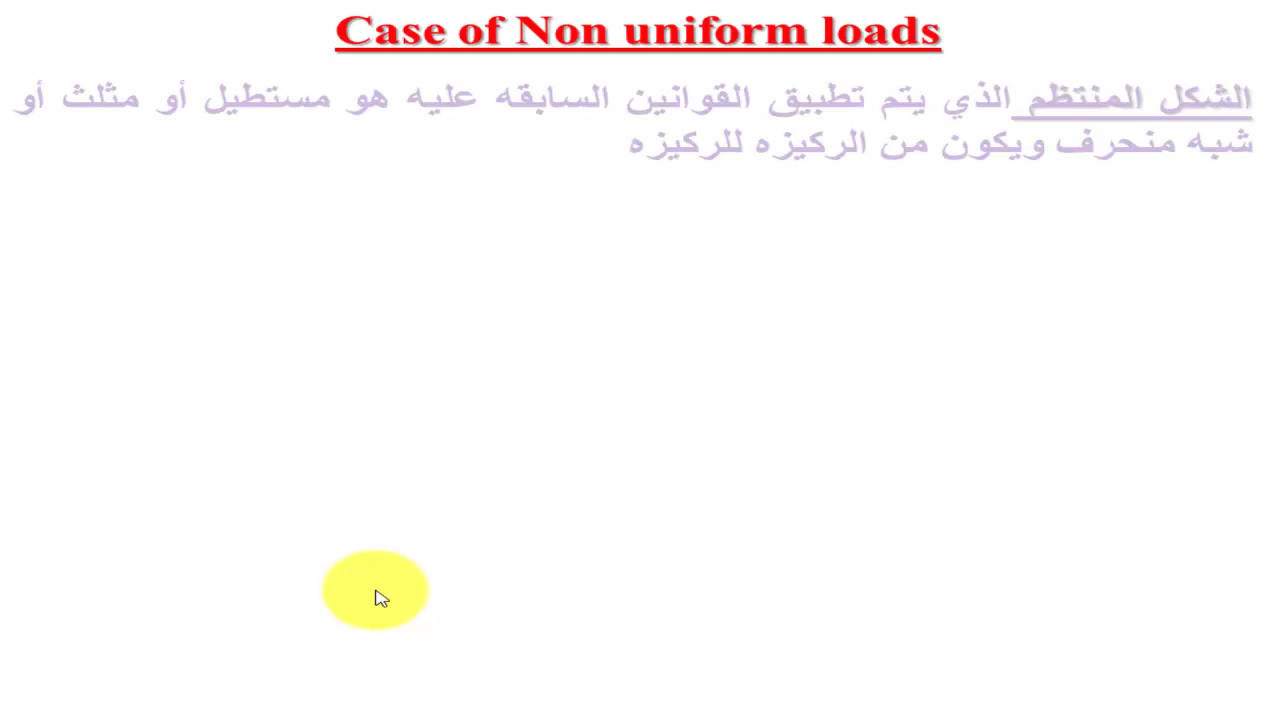 Case of Non uniform loads
الشكل المنتظم الذي يتم تطبيق القوانين السابقه عليه هو مستطيل أو مثلث أو
شبه منحرف ويكون من الركيزه للركيزه